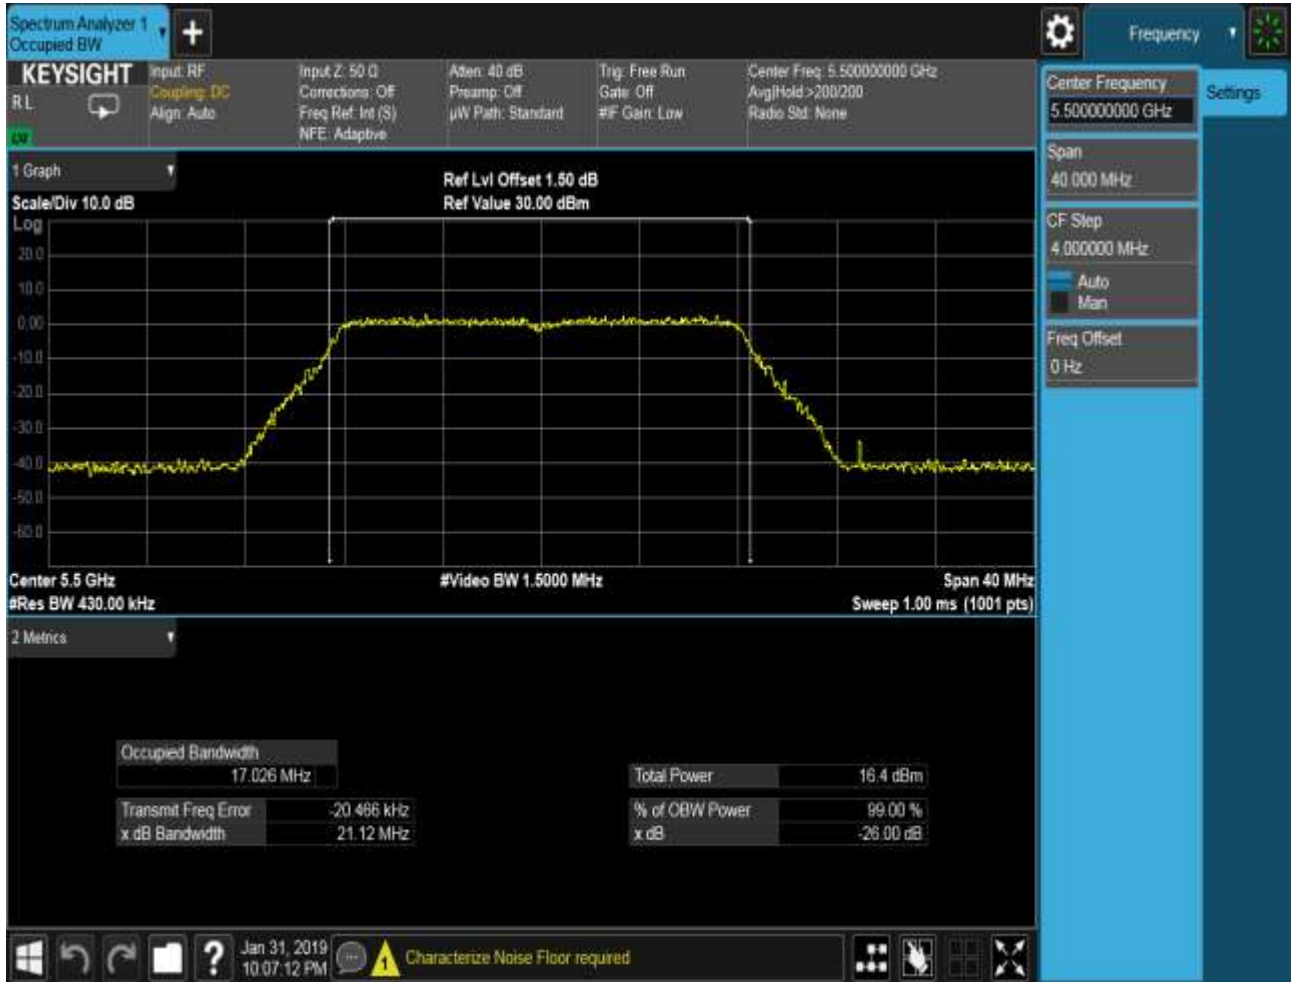 Spectrum Analyzer 1
Occupied BW
Frequency
KEYSIGHT
R L
Input: RF
Coupling: DC
Align: Auto
Input Z: 50 Ω
Corrections: Off
Freq Ref: Int (S)
NFE: Adaptive
Atten: 40 dB
Preamp: Off
µW Path: Standard
Trig: Free Run
Gate: Off
#IF Gain: Low
Center Freq: 5.500000000 GHz
Avg|Hold:>200/200
Radio Std: None
Center Frequency
5.500000000 GHz
Settings
Span
40.000 MHz
CF Step
4.000000 MHz
Auto
Man
Freq Offset
0 Hz
1 Graph
Scale/Div 10.0 dB
Ref Lvl Offset 1.50 dB
Ref Value 30.00 dBm
Log
20.0
10.0
0.00
-10.0
-20.0
-30.0
-40.0
-50.0
-60.0
Center 5.5 GHz
#Res BW 430.00 kHz
#Video BW 1.5000 MHz
Span 40 MHz
Sweep 1.00 ms (1001 pts)
2 Metrics
Occupied Bandwidth
17.026 MHz
Total Power 16.4 dBm
Transmit Freq Error -20.466 kHz
% of OBW Power 99.00 %
x dB Bandwidth 21.12 MHz
x dB -26.00 dB
Jan 31, 2019
10:07:12 PM
1
Characterize Noise Floor required